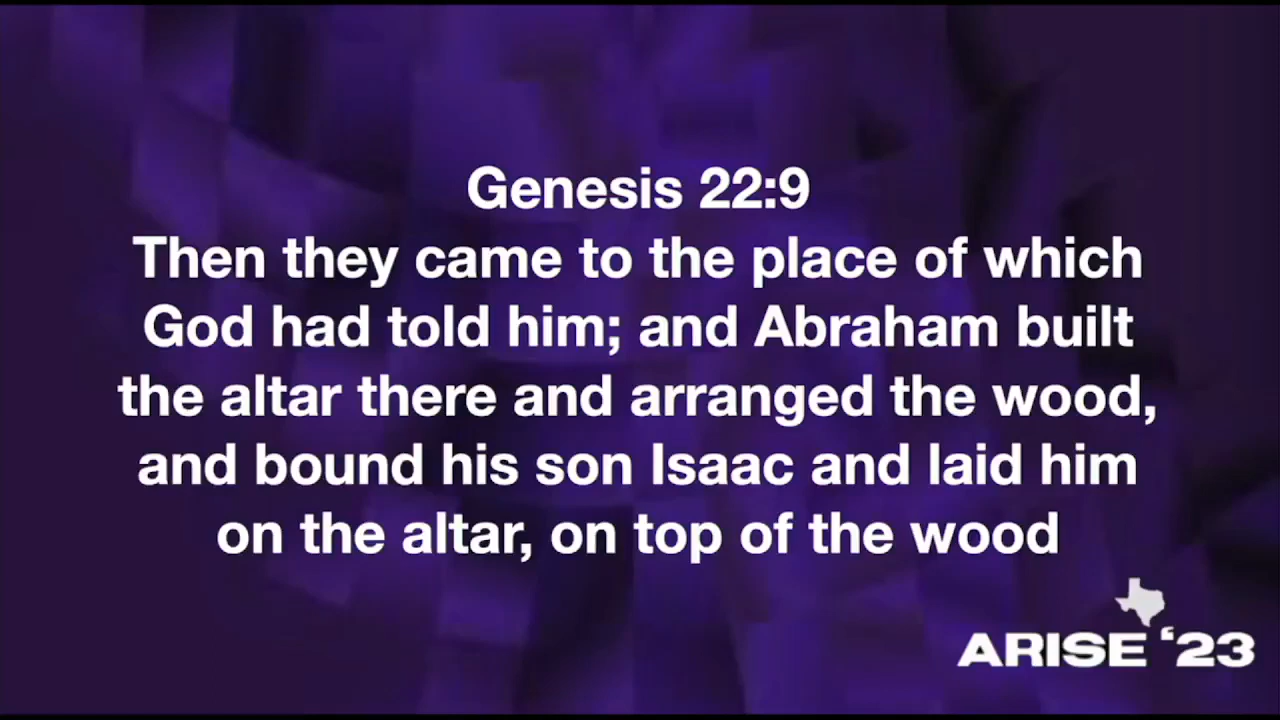 Genesis 22:9
Then they came to the place of which
God had told him; and Abraham built
the altar there and arranged the wood,
and bound his son Isaac and laid him
on the altar, on top of the wood
ARISE ‘23